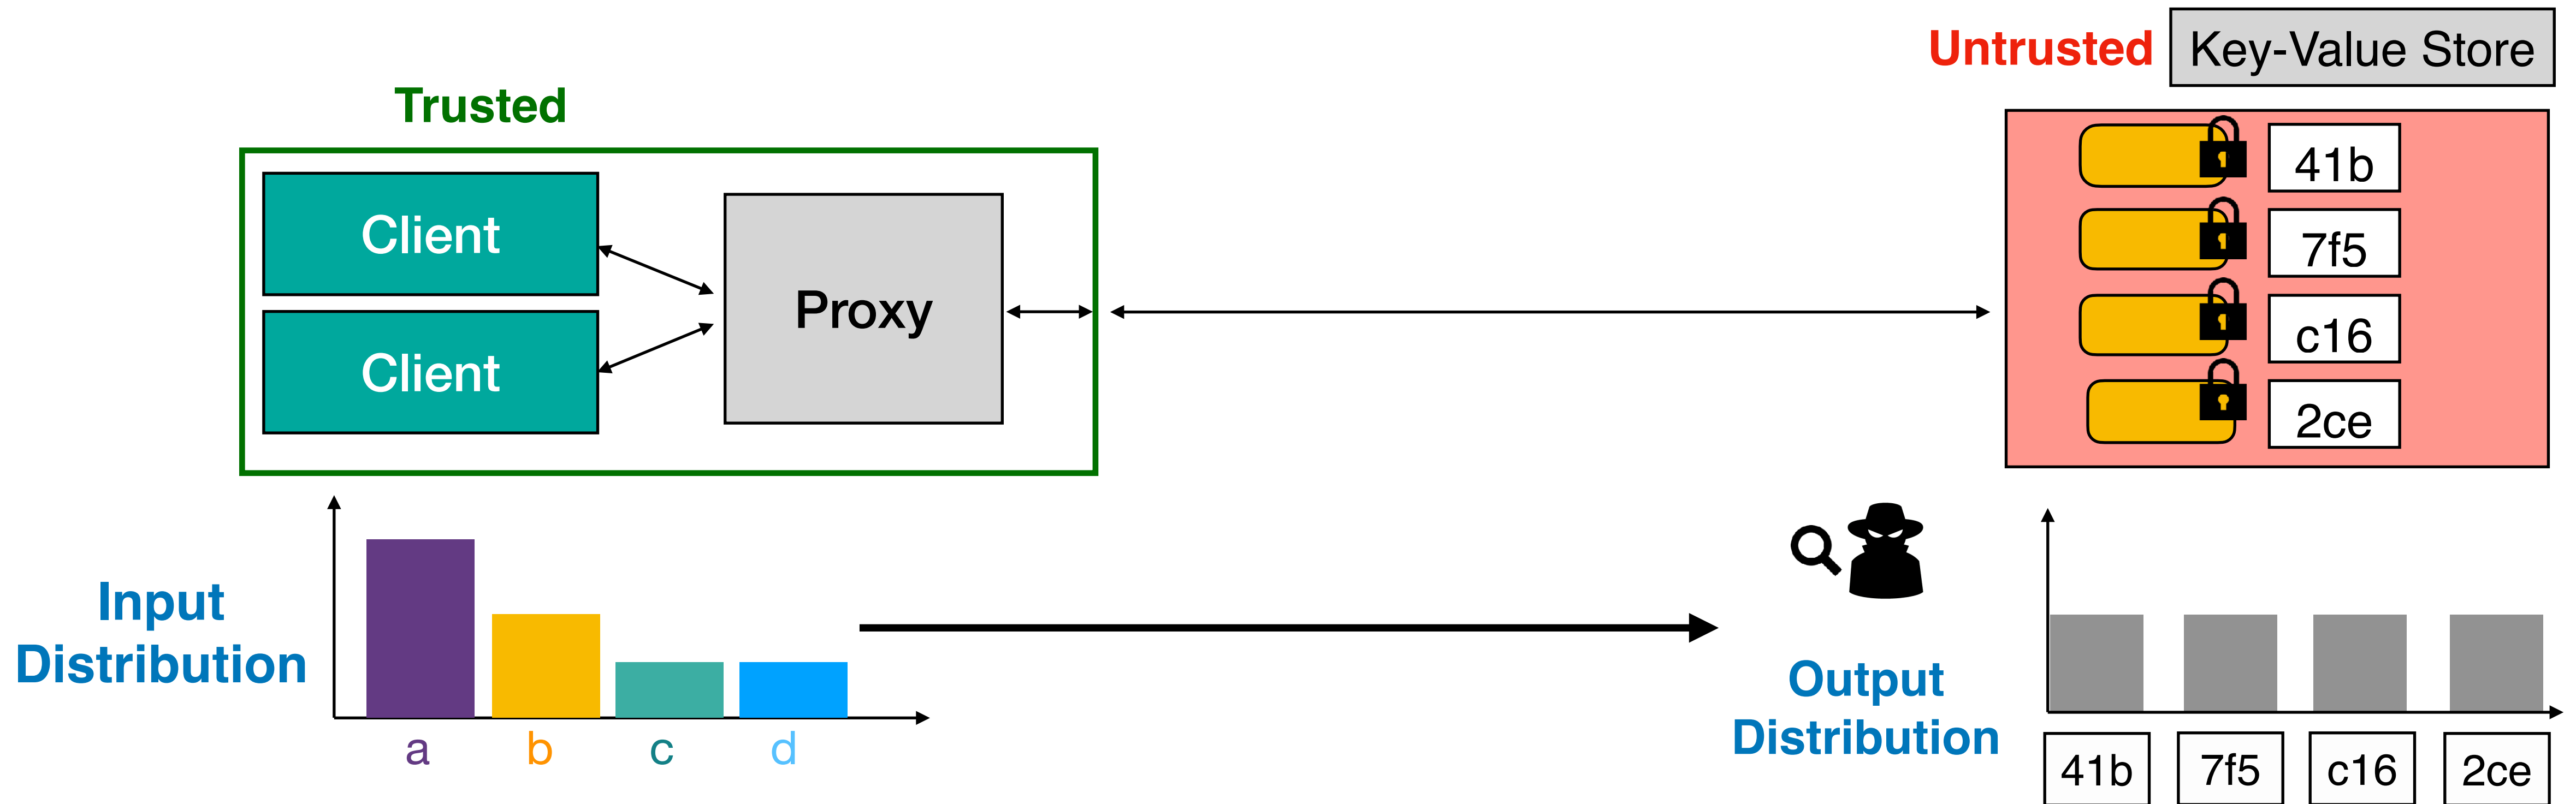 Untrusted
Key-Value Store
Trusted
Client
Client
Proxy
41b
7f5
c16
2ce
Input
Distribution
a
b
c
d
Output
Distribution
41b
7f5
c16
2ce